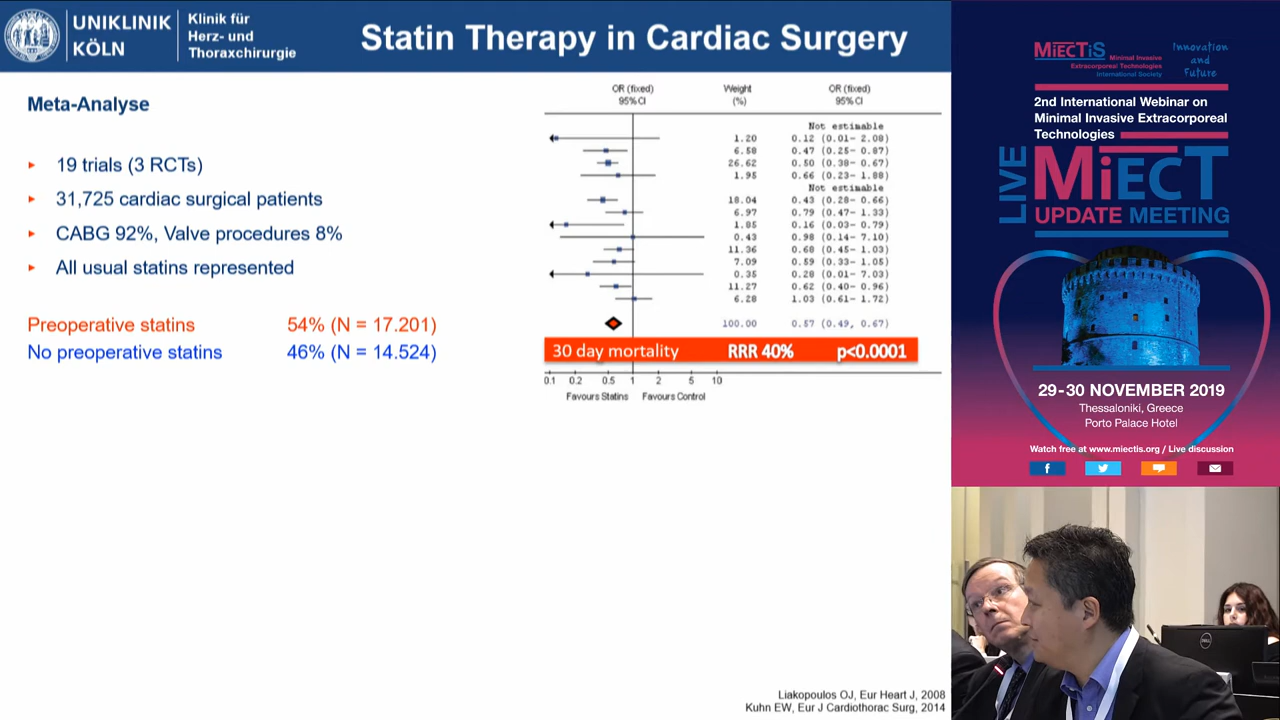 UNIKLINIK
KÖLN
Klinik für
Herz- und
Thoraxchirurgie
Statin Therapy in Cardiac Surgery
Meta-Analyse
19 trials (3 RCTs)
31,725 cardiac surgical patients
CABG 92%, Valve procedures 8%
All usual statins represented
Preoperative statins 54% (N = 17.201)
No preoperative statins 46% (N = 14.524)
OR (fixed) Weight OR (fixed)
95% CI (%) 95% CI
Not estimable
1.20 0.12 (0.01- 2.08)
6.58 0.47 (0.25- 0.87)
26.62 0.50 (0.38- 0.67)
1.95 0.66 (0.23- 1.88)
Not estimable
18.04 0.43 (0.28- 0.66)
6.97 0.79 (0.47- 1.33)
1.85 0.16 (0.03- 0.79)
0.43 0.98 (0.14- 7.10)
11.36 0.68 (0.45- 1.03)
7.09 0.59 (0.33- 1.05)
0.35 0.28 (0.01- 7.03)
11.27 0.62 (0.40- 0.96)
6.28 1.03 (0.61- 1.72)
100.00 0.57 (0.49, 0.67)
30 day mortality RRR 40% p<0.0001
0.1 0.2 0.5 1 2 5 10
Favours Statins Favours Control
Liakopoulos OJ, Eur Heart J, 2008
Kuhn EW, Eur J Cardiothorac Surg, 2014
MiECTiS
Minimal Invasive
Extracorporeal Technologies
International Society
Innovation
and
Future
2nd International Webinar on
Minimal Invasive Extracorporeal
Technologies
LIVE
MiECT
UPDATE MEETING
29-30 NOVEMBER 2019
Thessaloniki, Greece
Porto Palace Hotel
Watch free at www.miectis.org / Live discussion
DELL